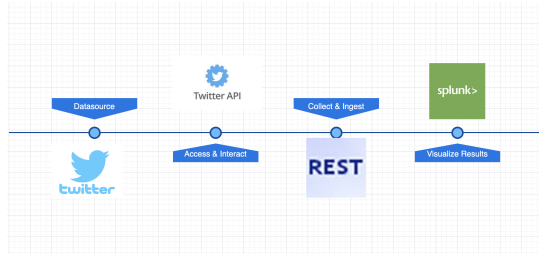 Datasource
twitter
Twitter API
Access & Interact
Collect & Ingest
REST
splunk>
Visualize Results